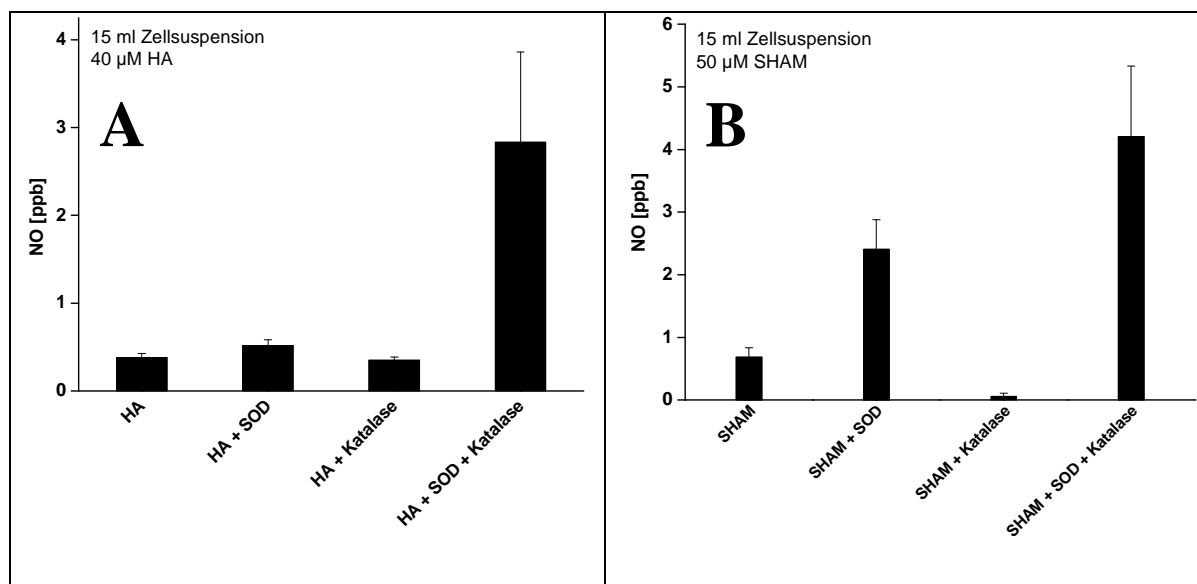 15 ml Zellsuspension
40 µM HA
A
NO [ppb]
4
3
2
1
0
HA
HA + SOD
HA + Katalase
HA + SOD + Katalase
15 ml Zellsuspension
50 µM SHAM
B
NO [ppb]
6
5
4
3
2
1
0
SHAM
SHAM + SOD
SHAM + Katalase
SHAM + SOD + Katalase